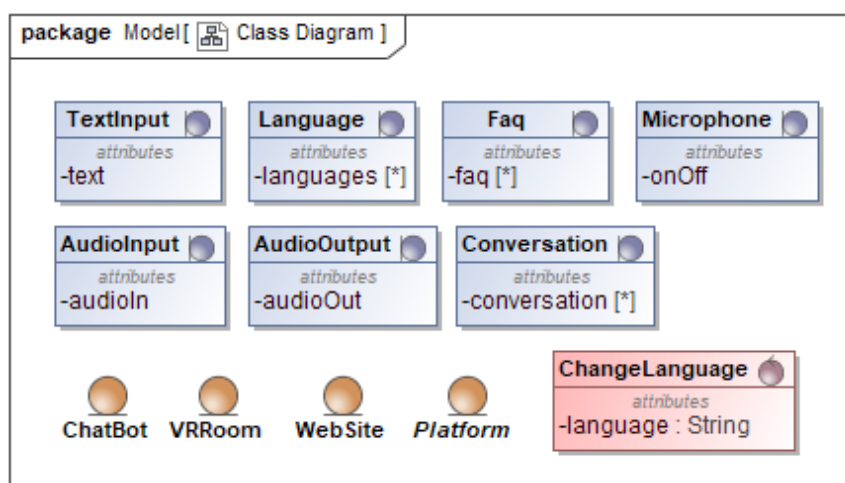 package Model[ Class Diagram ]
TextInput
attributes
-text
Language
attributes
-languages [*]
Faq
attributes
-faq [*]
Microphone
attributes
-onOff
AudioInput
attributes
-audioIn
AudioOutput
attributes
-audioOut
Conversation
attributes
-conversation [*]
ChatBot
VRRoom
WebSite
Platform
ChangeLanguage
attributes
-language : String